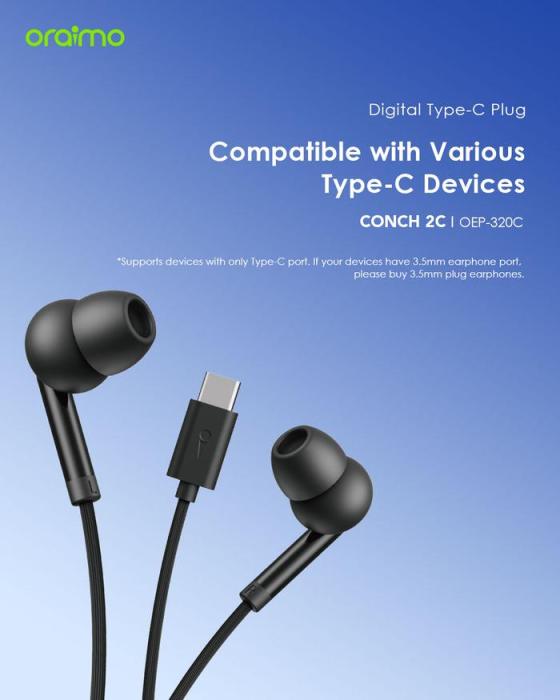 oraimo
Digital Type-C Plug
Compatible with Various
Type-C Devices
CONCH 2C | OEP-320C
*Supports devices with only Type-C port. If your devices have 3.5mm earphone port,
please buy 3.5mm plug earphones.
L